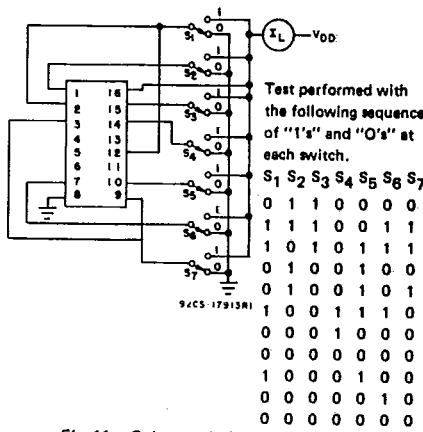 1
0
S1
1
0
S2
1
0
S3
1
0
S4
1
0
S5
1
0
S6
1
0
S7
IL
VDD
1 16
2 15
3 14
4 13
5 12
6 11
7 10
8 9
92CS-17913R1
Test performed with
the following sequence
of "1's" and "0's" at
each switch.
S1 S2 S3 S4 S5 S6 S7
0 1 1 0 0 0 0
1 1 1 0 0 1 1
1 0 1 0 1 1 1
0 1 0 0 1 0 0
0 1 0 0 1 0 1
1 0 0 1 1 1 0
0 0 0 1 0 0 0
0 0 0 0 0 0 0
1 0 0 0 1 0 0
0 0 0 0 0 1 0
0 0 0 0 0 0 0